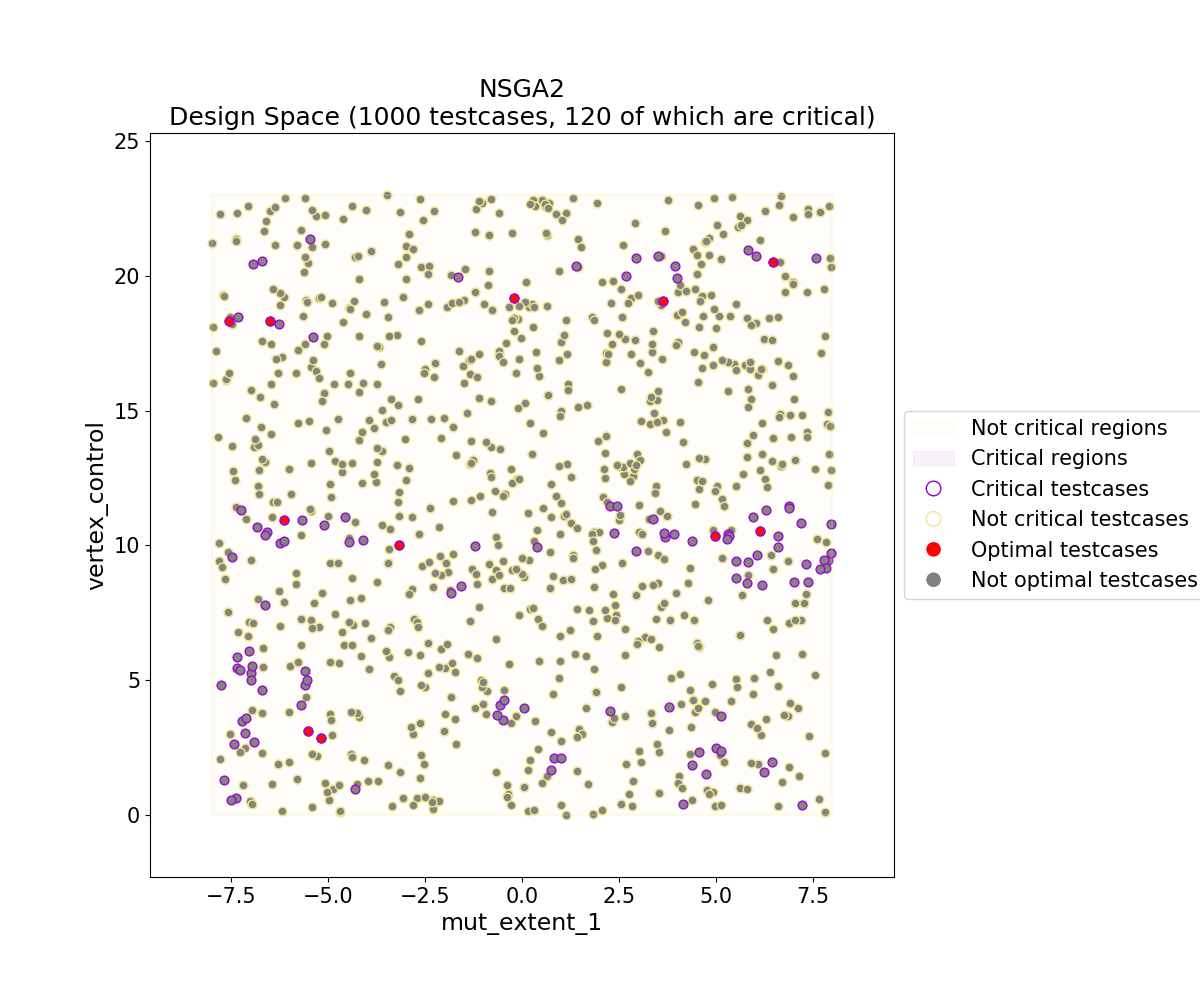 NSGA2
Design Space (1000 testcases, 120 of which are critical)
25
20
15
10
5
0
vertex_control
−7.5 −5.0 −2.5 0.0 2.5 5.0 7.5
mut_extent_1
Not critical regions
Critical regions
Critical testcases
Not critical testcases
Optimal testcases
Not optimal testcases